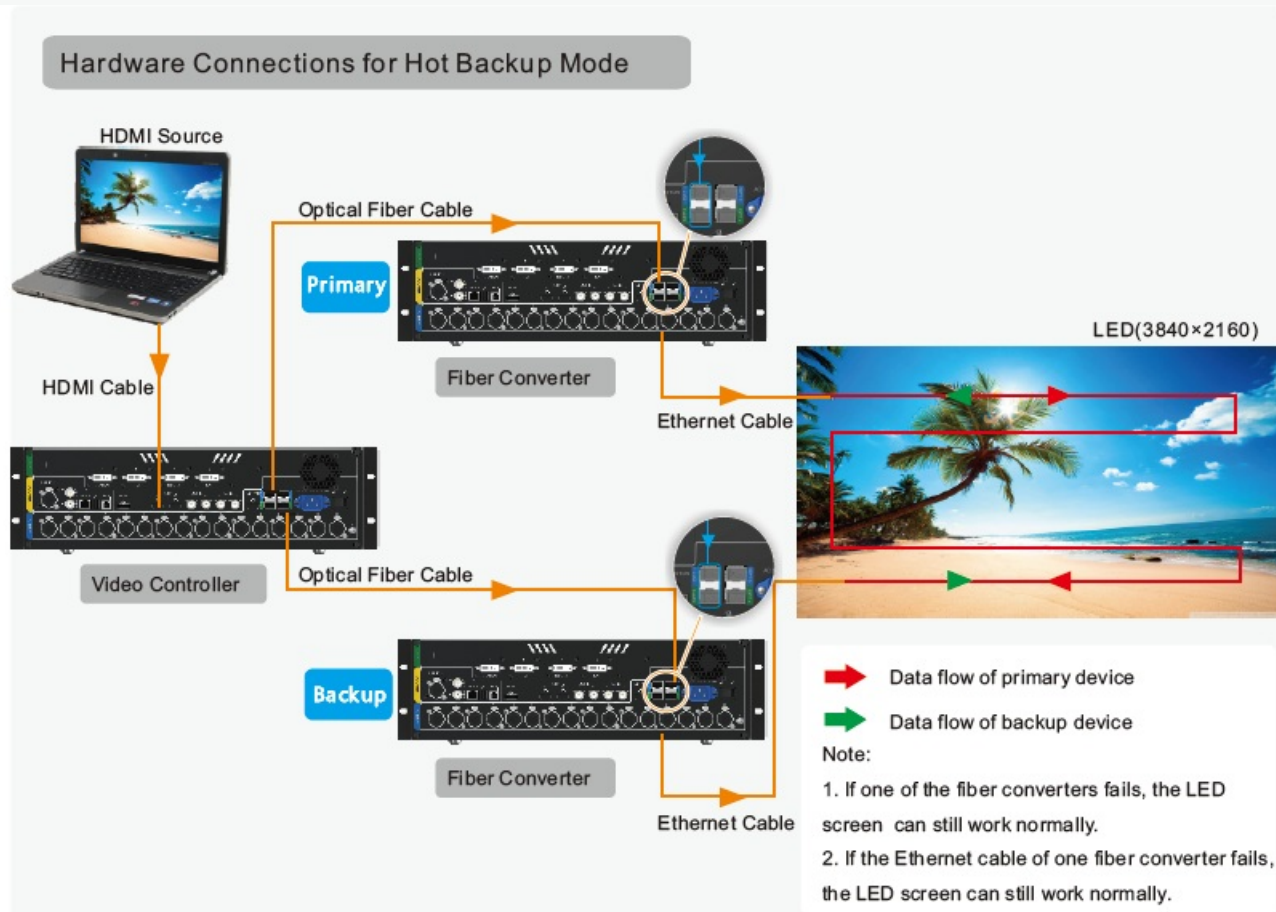 Hardware Connections for Hot Backup Mode
HDMI Source
Optical Fiber Cable
Primary
LED(3840×2160)
Fiber Converter
HDMI Cable
Ethernet Cable
Optical Fiber Cable
Video Controller
Backup
Data flow of primary device
Data flow of backup device
Note:
1. If one of the fiber converters fails, the LED
screen can still work normally.
2. If the Ethernet cable of one fiber converter fails,
the LED screen can still work normally.
Fiber Converter
Ethernet Cable